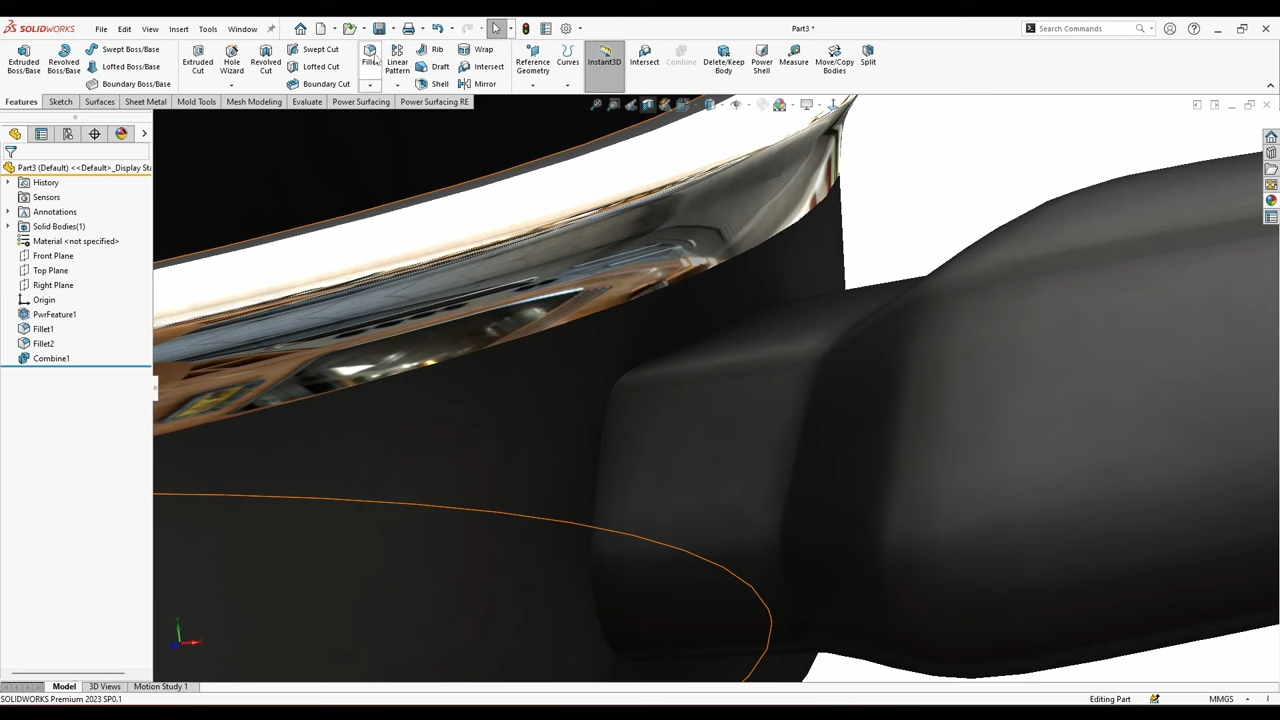 SOLIDWORKS File Edit View Insert Tools Window Part3 * Search Commands
Extruded Boss/Base
Revolved Boss/Base
Swept Boss/Base
Lofted Boss/Base
Boundary Boss/Base
Extruded Cut
Hole Wizard
Revolved Cut
Swept Cut
Lofted Cut
Boundary Cut
Fillet
Linear Pattern
Rib
Draft
Shell
Wrap
Intersect
Mirror
Reference Geometry
Curves
Instant3D
Intersect
Combine
Delete/Keep Body
Power Shell
Measure
Move/Copy Bodies
Split
Features Sketch Surfaces Sheet Metal Mold Tools Mesh Modeling Evaluate Power Surfacing Power Surfacing RE
Part3 (Default) <<Default>_Display Sta
History
Sensors
Annotations
Solid Bodies(1)
Material <not specified>
Front Plane
Top Plane
Right Plane
Origin
PwrFeature1
Fillet1
Fillet2
Combine1
Y
Model 3D Views Motion Study 1
SOLIDWORKS Premium 2023 SP0.1 Editing Part MMGS